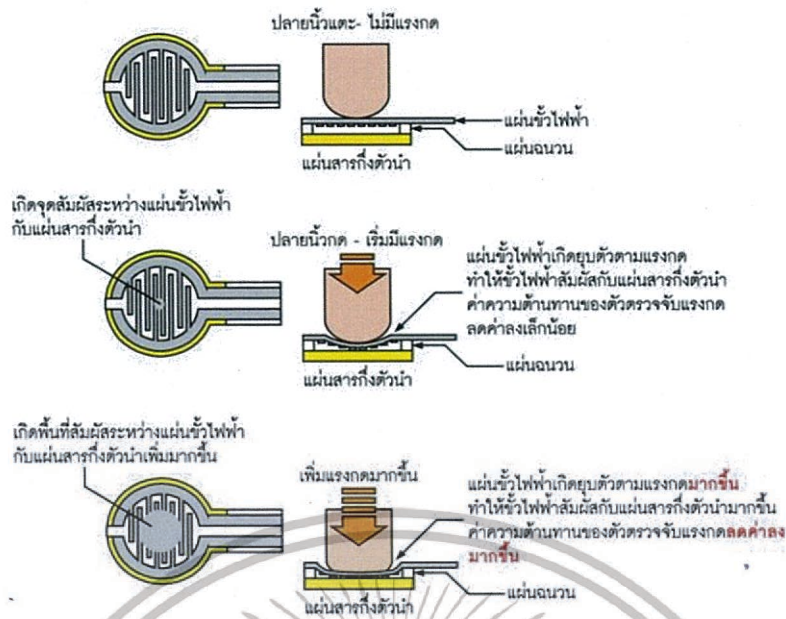 ปลายนิ้วแตะ- ไม่มีแรงกด
แผ่นขั้วไฟฟ้า
แผ่นฉนวน
แผ่นสารกึ่งตัวนำ
เกิดจุดสัมผัสระหว่างแผ่นขั้วไฟฟ้า
กับแผ่นสารกึ่งตัวนำ
ปลายนิ้วกด - เริ่มมีแรงกด
แผ่นขั้วไฟฟ้าเกิดยุบตัวตามแรงกด
ทำให้ขั้วไฟฟ้าสัมผัสกับแผ่นสารกึ่งตัวนำ
ค่าความต้านทานของตัวตรวจจับแรงกด
ลดค่าลงเล็กน้อย
แผ่นฉนวน
แผ่นสารกึ่งตัวนำ
เกิดพื้นที่สัมผัสระหว่างแผ่นขั้วไฟฟ้า
กับแผ่นสารกึ่งตัวนำเพิ่มมากขึ้น
เพิ่มแรงกดมากขึ้น
แผ่นขั้วไฟฟ้าเกิดยุบตัวตามแรงกดมากขึ้น
ทำให้ขั้วไฟฟ้าสัมผัสกับแผ่นสารกึ่งตัวนำมากขึ้น
ค่าความต้านทานของตัวตรวจจับแรงกดลดค่าลง
มากขึ้น
แผ่นฉนวน
แผ่นสารกึ่งตัวนำ